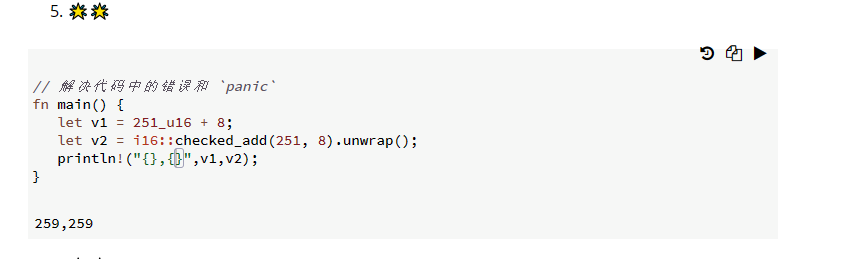 5. 🌟🌟
// 解决代码中的错误和 `panic`
fn main() {
   let v1 = 251_u16 + 8;
   let v2 = i16::checked_add(251, 8).unwrap();
   println!("{},{}",v1,v2);
}
259,259